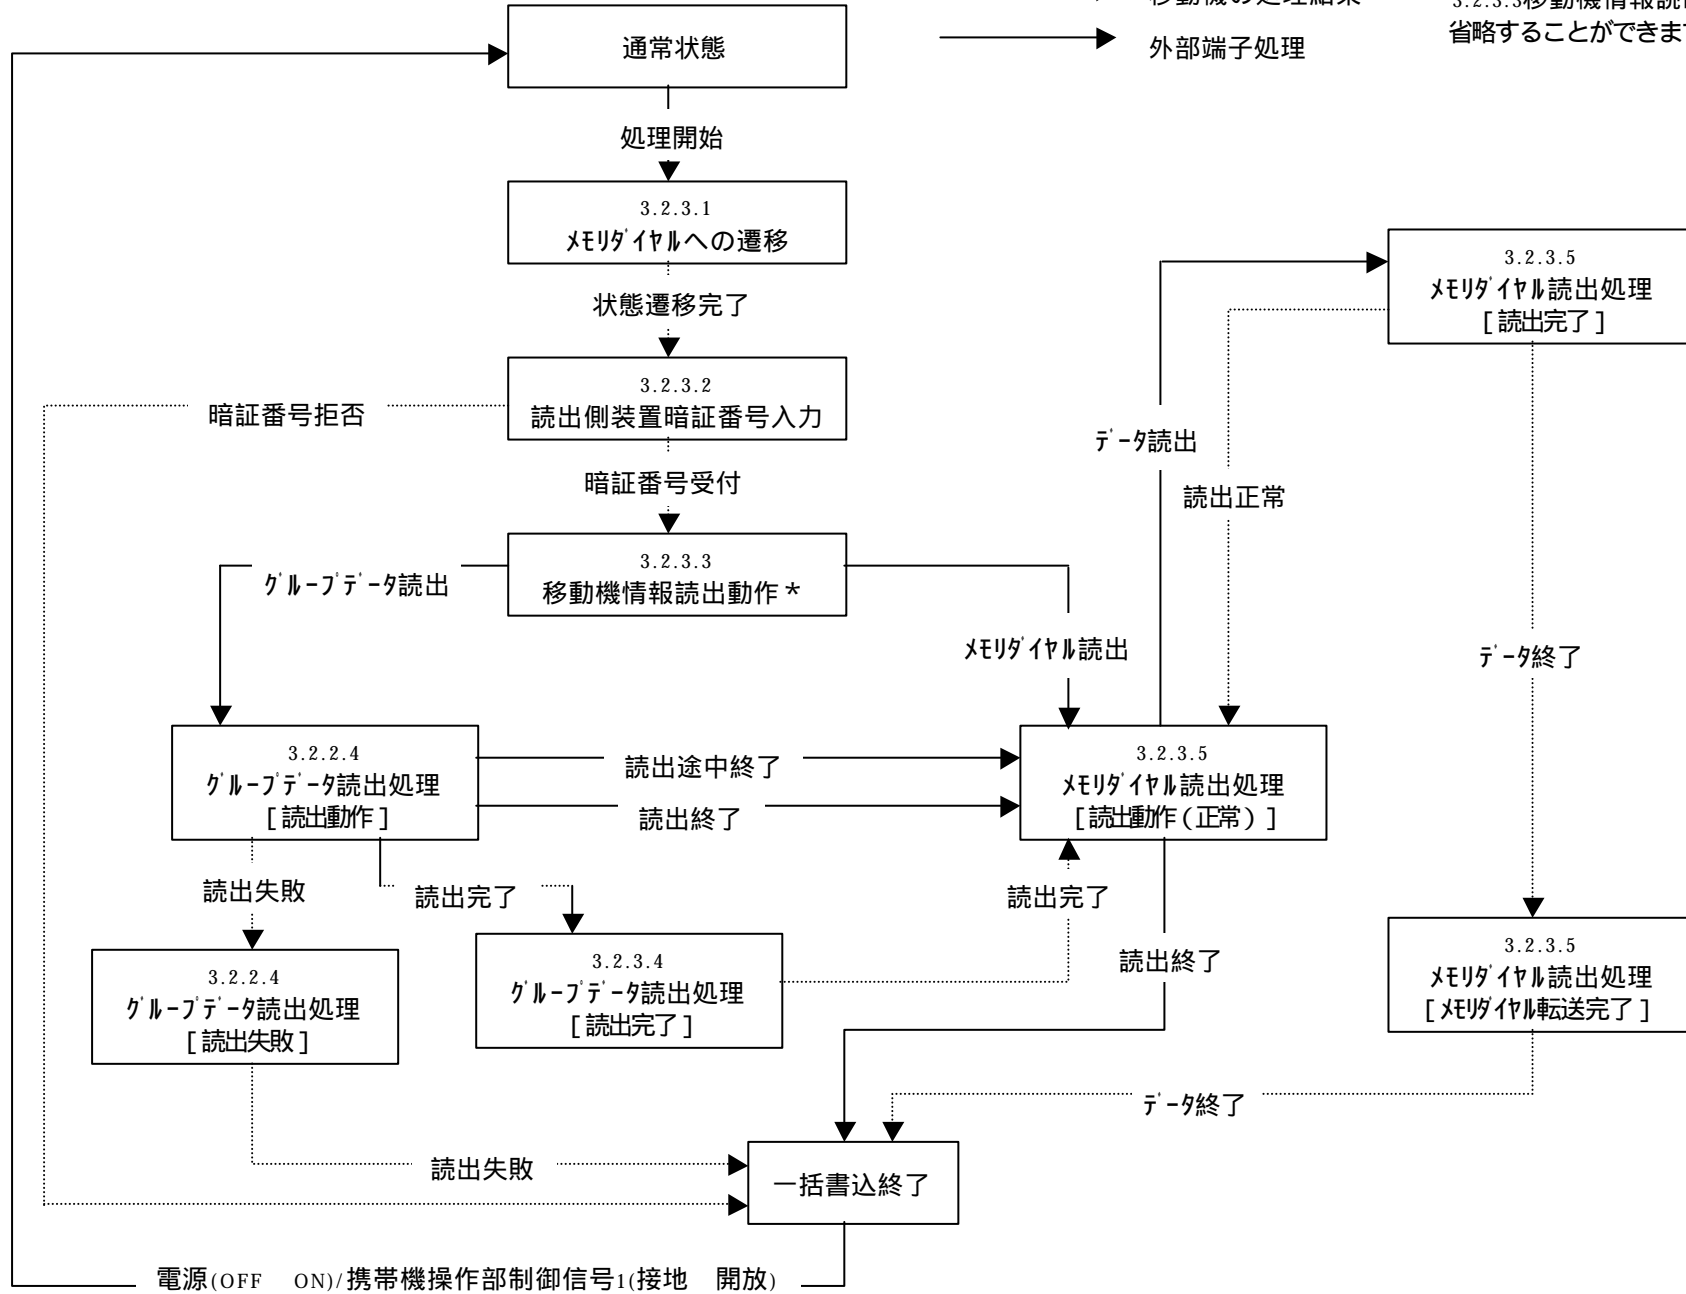 移動機の処理結果
外部端子処理
3.2.3.3移動機情報読
省略することができま
通常状態
処理開始
3.2.3.1
ﾒﾓﾘﾀﾞｲﾔﾙへの遷移
状態遷移完了
3.2.3.2
読出側装置暗証番号入力
暗証番号拒否
暗証番号受付
3.2.3.3
移動機情報読出動作*
ｸﾞﾙｰﾌﾟﾃﾞｰﾀ読出
ﾒﾓﾘﾀﾞｲﾔﾙ読出
3.2.3.5
ﾒﾓﾘﾀﾞｲﾔﾙ読出処理
[読出完了]
ﾃﾞｰﾀ読出
読出正常
ﾃﾞｰﾀ終了
3.2.2.4
ｸﾞﾙｰﾌﾟﾃﾞｰﾀ読出処理
[読出動作]
読出途中終了
読出終了
3.2.3.5
ﾒﾓﾘﾀﾞｲﾔﾙ読出処理
[読出動作(正常)]
読出失敗
読出完了
読出完了
読出終了
3.2.2.4
ｸﾞﾙｰﾌﾟﾃﾞｰﾀ読出処理
[読出失敗]
3.2.3.4
ｸﾞﾙｰﾌﾟﾃﾞｰﾀ読出処理
[読出完了]
3.2.3.5
ﾒﾓﾘﾀﾞｲﾔﾙ読出処理
[ﾒﾓﾘﾀﾞｲﾔﾙ転送完了]
ﾃﾞｰﾀ終了
読出失敗
一括書込終了
電源(OFF ON)/携帯機操作部制御信号1(接地 開放)